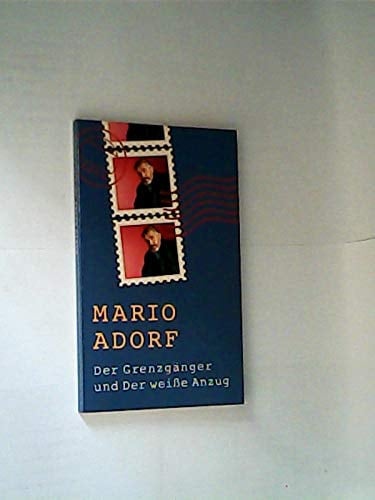 MARIO
ADORF
Der Grenzgänger
und Der weiße Anzug